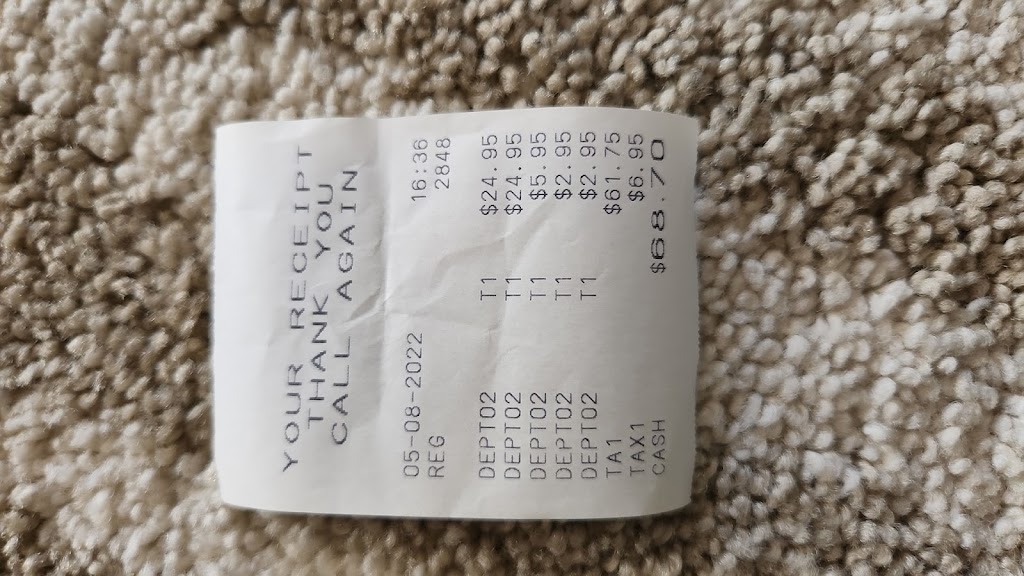 YOUR RECEIPT
THANK YOU
CALL AGAIN
05-08-2022 16:36
REG 2848
DEPT02 T1 $24.95
DEPT02 T1 $24.95
DEPT02 T1 $5.95
DEPT02 T1 $2.95
DEPT02 T1 $2.95
TA1 $61.75
TAX1 $6.95
CASH $68.70